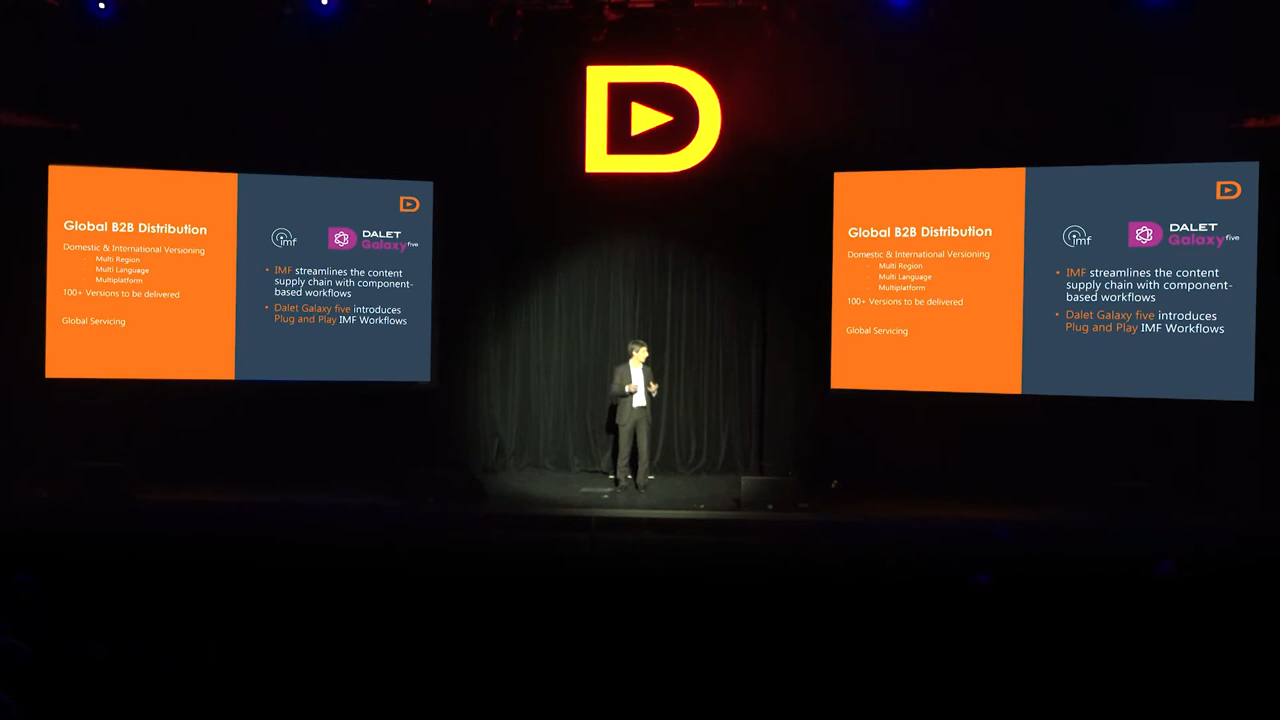 Global B2B Distribution
Domestic & International Versioning
Multi Region
Multi Language
Multiplatform
100+ Versions to be delivered
Global Servicing
imf
DALET
Galaxy five
• IMF streamlines the content
supply chain with component-
based workflows
• Dalet Galaxy five introduces
Plug and Play IMF Workflows
D
Global B2B Distribution
Domestic & International Versioning
Multi Region
Multi Language
Multiplatform
100+ Versions to be delivered
Global Servicing
imf
DALET
Galaxy five
• IMF streamlines the content
supply chain with component-
based workflows
• Dalet Galaxy five introduces
Plug and Play IMF Workflows